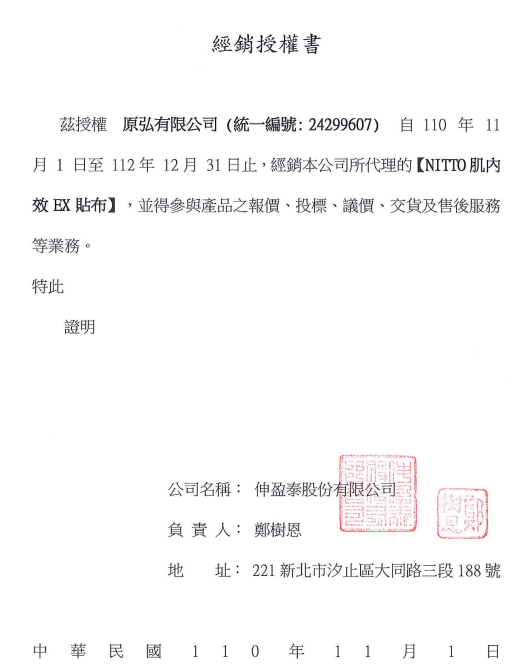 經銷授權書
茲授權 原弘有限公司 (統一編號: 24299607) 自 110 年 11
月 1 日至 112 年 12 月 31 日止，經銷本公司所代理的【NITTO 肌內
效 EX 貼布】，並得參與產品之報價、投標、議價、交貨及售後服務
等業務。
特此
證明
公司名稱： 伸盈泰股份有限公司
負 責 人： 鄭樹恩
地 址： 221 新北市汐止區大同路三段 188 號
中 華 民 國 1 1 0 年 1 1 月 1 日